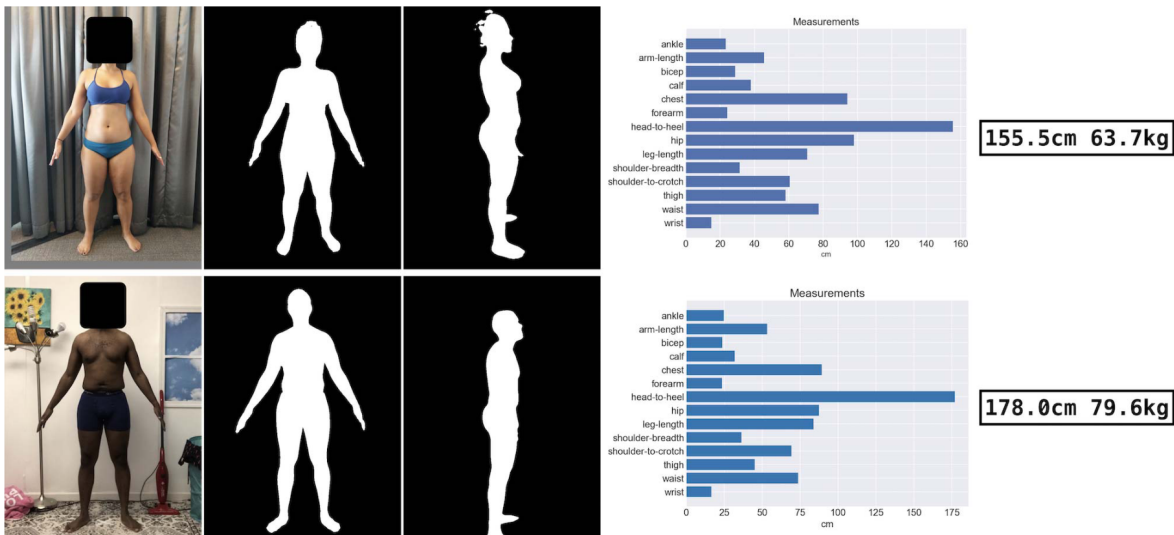 Measurements
ankle
arm-length
bicep
calf
chest
forearm
head-to-heel
hip
leg-length
shoulder-breadth
shoulder-to-crotch
thigh
waist
wrist
0 20 40 60 80 100 120 140 160
cm
155.5cm 63.7kg
Measurements
ankle
arm-length
bicep
calf
chest
forearm
head-to-heel
hip
leg-length
shoulder-breadth
shoulder-to-crotch
thigh
waist
wrist
0 25 50 75 100 125 150 175
cm
178.0cm 79.6kg